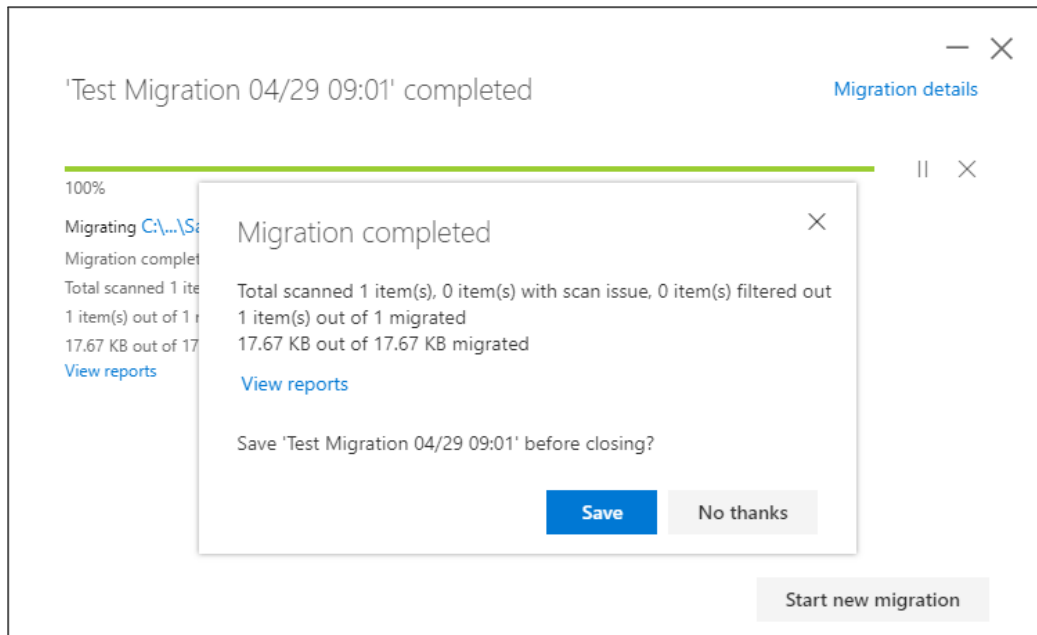 'Test Migration 04/29 09:01' completed
Migration details
100%
Migrating C:\...\Sa
Migration complet
Total scanned 1 ite
1 item(s) out of 1
17.67 KB out of 17
View reports
Migration completed
Total scanned 1 item(s), 0 item(s) with scan issue, 0 item(s) filtered out
1 item(s) out of 1 migrated
17.67 KB out of 17.67 KB migrated
View reports
Save 'Test Migration 04/29 09:01' before closing?
Save
No thanks
Start new migration